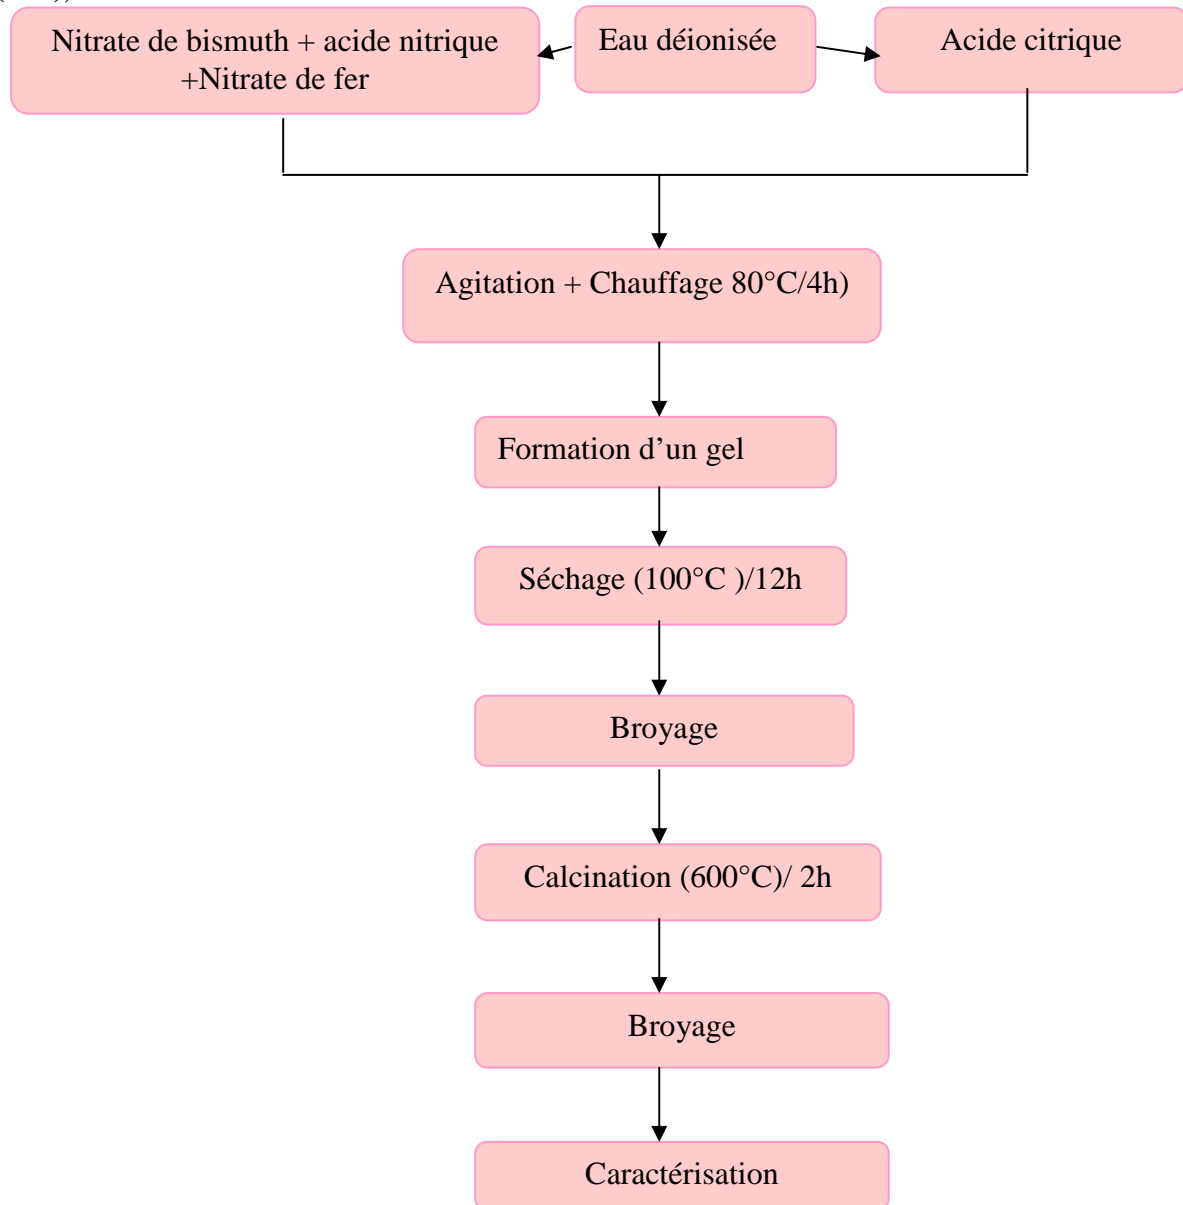 Nitrate de bismuth + acide nitrique
+Nitrate de fer
Eau déionisée
Acide citrique
Agitation + Chauffage 80°C/4h)
Formation d’un gel
Séchage (100°C )/12h
Broyage
Calcination (600°C)/ 2h
Broyage
Caractérisation